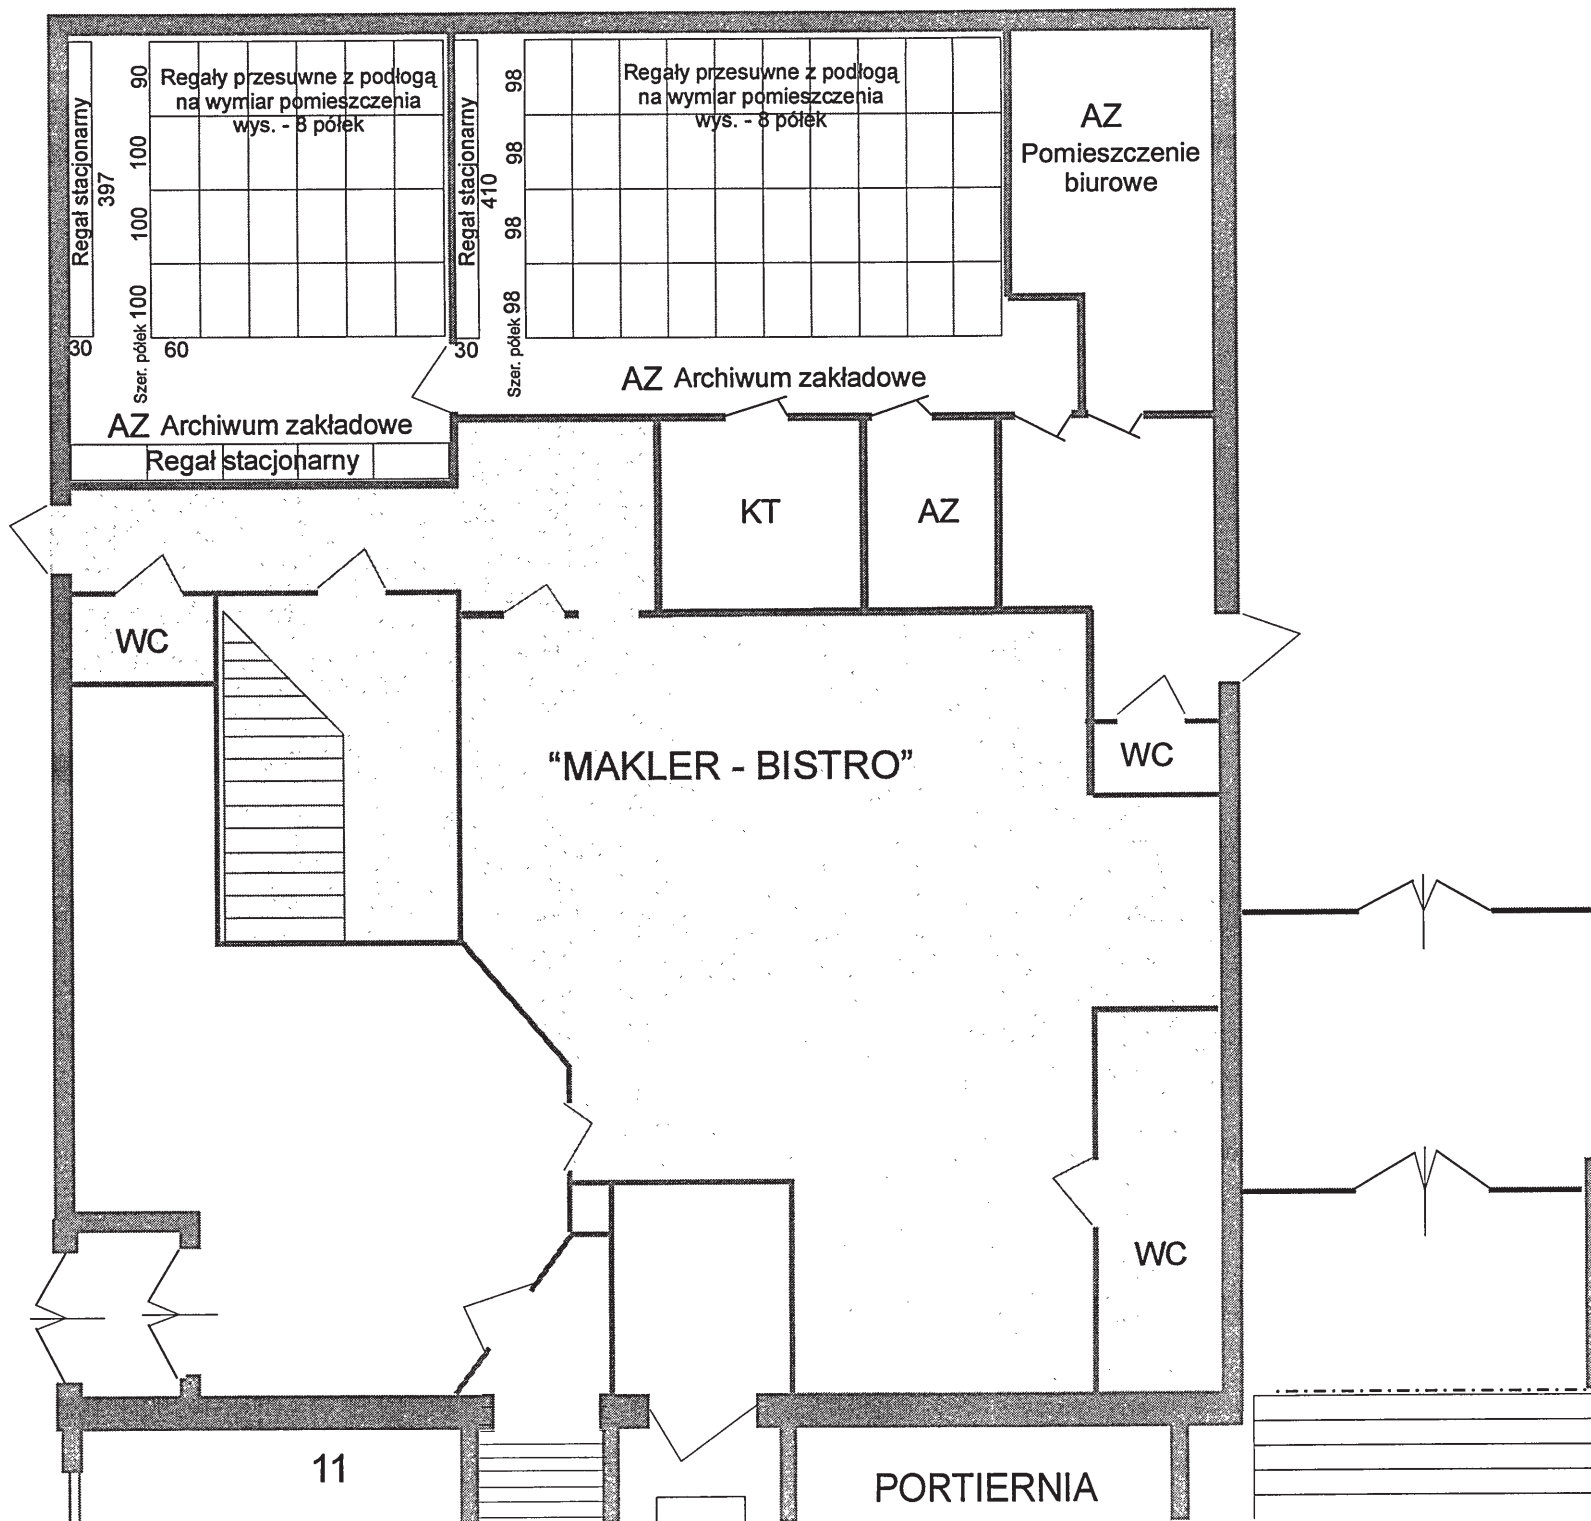 Regały przesuwne z podłogą
na wymiar pomieszczenia
wys. - 8 półek
Regał stacjonarny
397
90
100
100
Szer. półek 100
30
60
AZ Archiwum zakładowe
Regał stacjonarny
Regały przesuwne z podłogą
na wymiar pomieszczenia
wys. - 8 półek
Regał stacjonarny
410
98
98
98
Szer. półek 98
30
AZ Archiwum zakładowe
AZ
Pomieszczenie
biurowe
KT
AZ
WC
“MAKLER - BISTRO”
WC
WC
11
PORTIERNIA